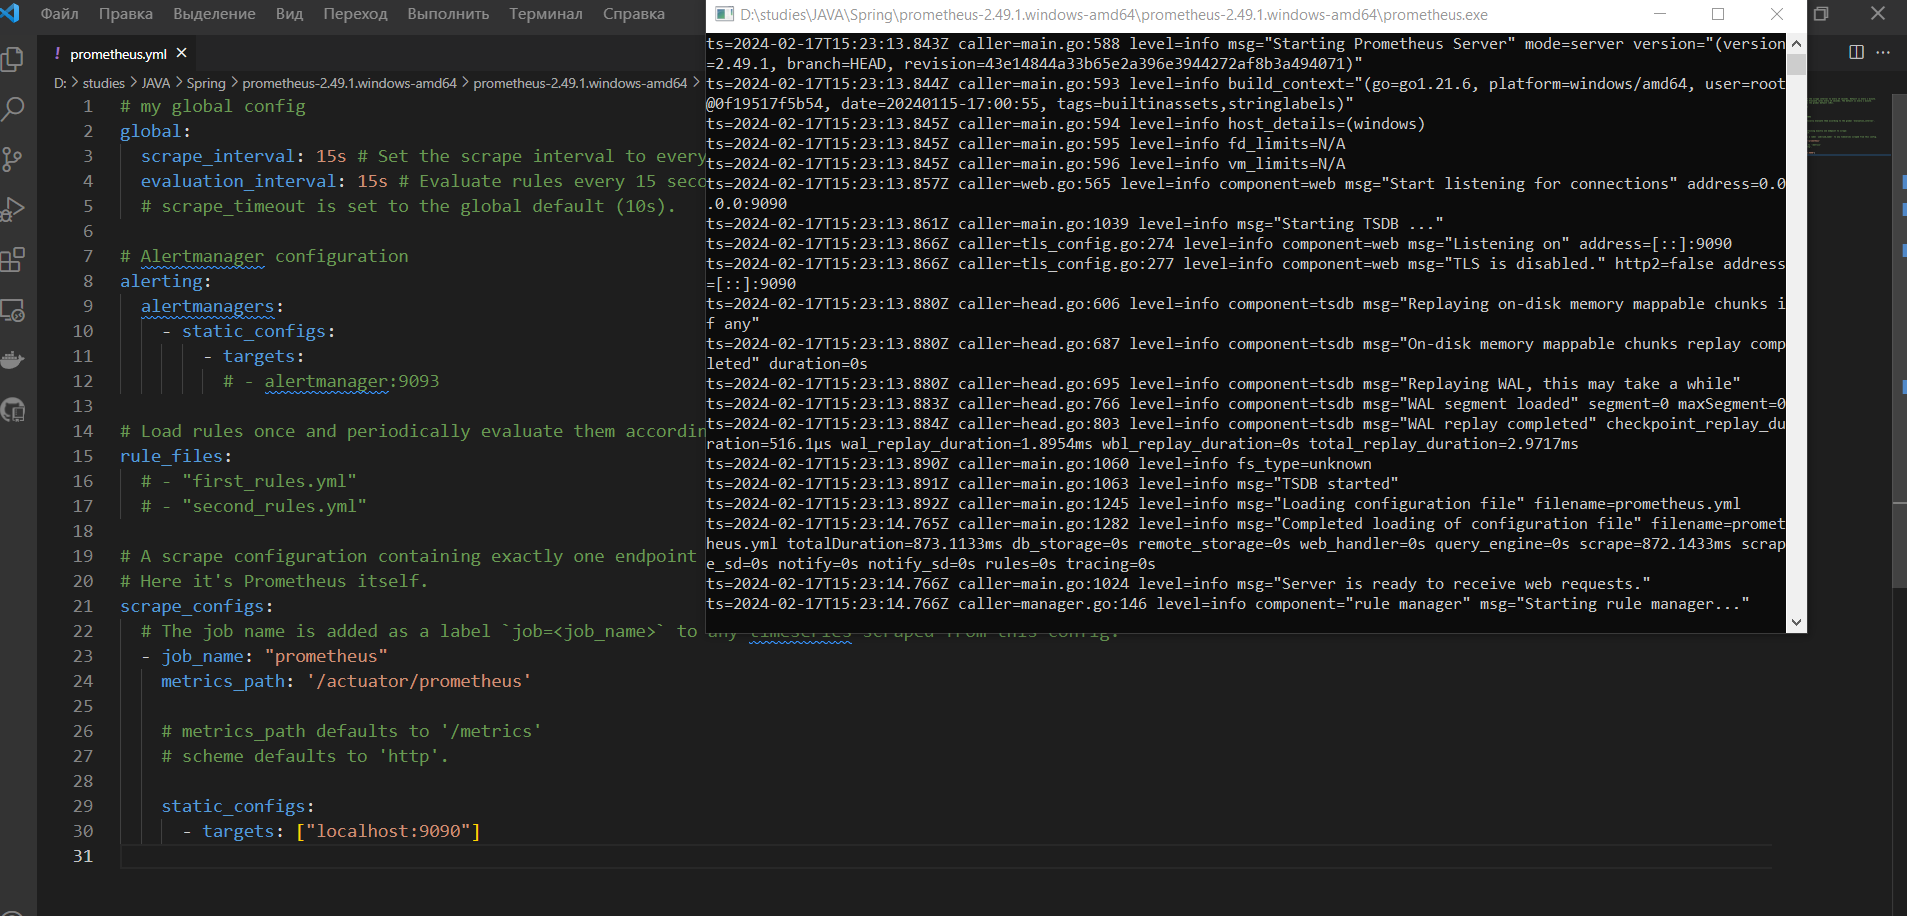 Файл Правка Выделение Вид Переход Выполнить Терминал Справка
prometheus.yml
D: > studies > JAVA > Spring > prometheus-2.49.1.windows-amd64 > prometheus-2.49.1.windows-amd64 >
1 # my global config
2 global:
3 scrape_interval: 15s # Set the scrape interval to every
4 evaluation_interval: 15s # Evaluate rules every 15 seco
5 # scrape_timeout is set to the global default (10s).
6
7 # Alertmanager configuration
8 alerting:
9 alertmanagers:
10 - static_configs:
11 - targets:
12 # - alertmanager:9093
13
14 # Load rules once and periodically evaluate them accordin
15 rule_files:
16 # - "first_rules.yml"
17 # - "second_rules.yml"
18
19 # A scrape configuration containing exactly one endpoint
20 # Here it's Prometheus itself.
21 scrape_configs:
22 # The job name is added as a label `job=<job_name>` to any timeseries scraped from this config.
23 - job_name: "prometheus"
24 metrics_path: '/actuator/prometheus'
25
26 # metrics_path defaults to '/metrics'
27 # scheme defaults to 'http'.
28
29 static_configs:
30 - targets: ["localhost:9090"]
31
D:\studies\JAVA\Spring\prometheus-2.49.1.windows-amd64\prometheus-2.49.1.windows-amd64\prometheus.exe
ts=2024-02-17T15:23:13.843Z caller=main.go:588 level=info msg="Starting Prometheus Server" mode=server version="(version
=2.49.1, branch=HEAD, revision=43e14844a33b65e2a396e3944272af8b3a494071)"
ts=2024-02-17T15:23:13.844Z caller=main.go:593 level=info build_context="(go=go1.21.6, platform=windows/amd64, user=root
@0f19517f5b54, date=20240115-17:00:55, tags=builtinassets,stringlabels)"
ts=2024-02-17T15:23:13.845Z caller=main.go:594 level=info host_details=(windows)
ts=2024-02-17T15:23:13.845Z caller=main.go:595 level=info fd_limits=N/A
ts=2024-02-17T15:23:13.845Z caller=main.go:596 level=info vm_limits=N/A
ts=2024-02-17T15:23:13.857Z caller=web.go:565 level=info component=web msg="Start listening for connections" address=0.0
.0.0:9090
ts=2024-02-17T15:23:13.861Z caller=main.go:1039 level=info msg="Starting TSDB ..."
ts=2024-02-17T15:23:13.866Z caller=tls_config.go:274 level=info component=web msg="Listening on" address=[::]:9090
ts=2024-02-17T15:23:13.866Z caller=tls_config.go:277 level=info component=web msg="TLS is disabled." http2=false address
=[::]:9090
ts=2024-02-17T15:23:13.880Z caller=head.go:606 level=info component=tsdb msg="Replaying on-disk memory mappable chunks i
f any"
ts=2024-02-17T15:23:13.880Z caller=head.go:687 level=info component=tsdb msg="On-disk memory mappable chunks replay comp
leted" duration=0s
ts=2024-02-17T15:23:13.880Z caller=head.go:695 level=info component=tsdb msg="Replaying WAL, this may take a while"
ts=2024-02-17T15:23:13.883Z caller=head.go:766 level=info component=tsdb msg="WAL segment loaded" segment=0 maxSegment=0
ts=2024-02-17T15:23:13.884Z caller=head.go:803 level=info component=tsdb msg="WAL replay completed" checkpoint_replay_du
ration=516.1µs wal_replay_duration=1.8954ms wbl_replay_duration=0s total_replay_duration=2.9717ms
ts=2024-02-17T15:23:13.890Z caller=main.go:1060 level=info fs_type=unknown
ts=2024-02-17T15:23:13.891Z caller=main.go:1063 level=info msg="TSDB started"
ts=2024-02-17T15:23:13.892Z caller=main.go:1245 level=info msg="Loading configuration file" filename=prometheus.yml
ts=2024-02-17T15:23:14.765Z caller=main.go:1282 level=info msg="Completed loading of configuration file" filename=promet
heus.yml totalDuration=873.1133ms db_storage=0s remote_storage=0s web_handler=0s query_engine=0s scrape=872.1433ms scrap
e_sd=0s notify=0s notify_sd=0s rules=0s tracing=0s
ts=2024-02-17T15:23:14.766Z caller=main.go:1024 level=info msg="Server is ready to receive web requests."
ts=2024-02-17T15:23:14.766Z caller=manager.go:146 level=info component="rule manager" msg="Starting rule manager..."